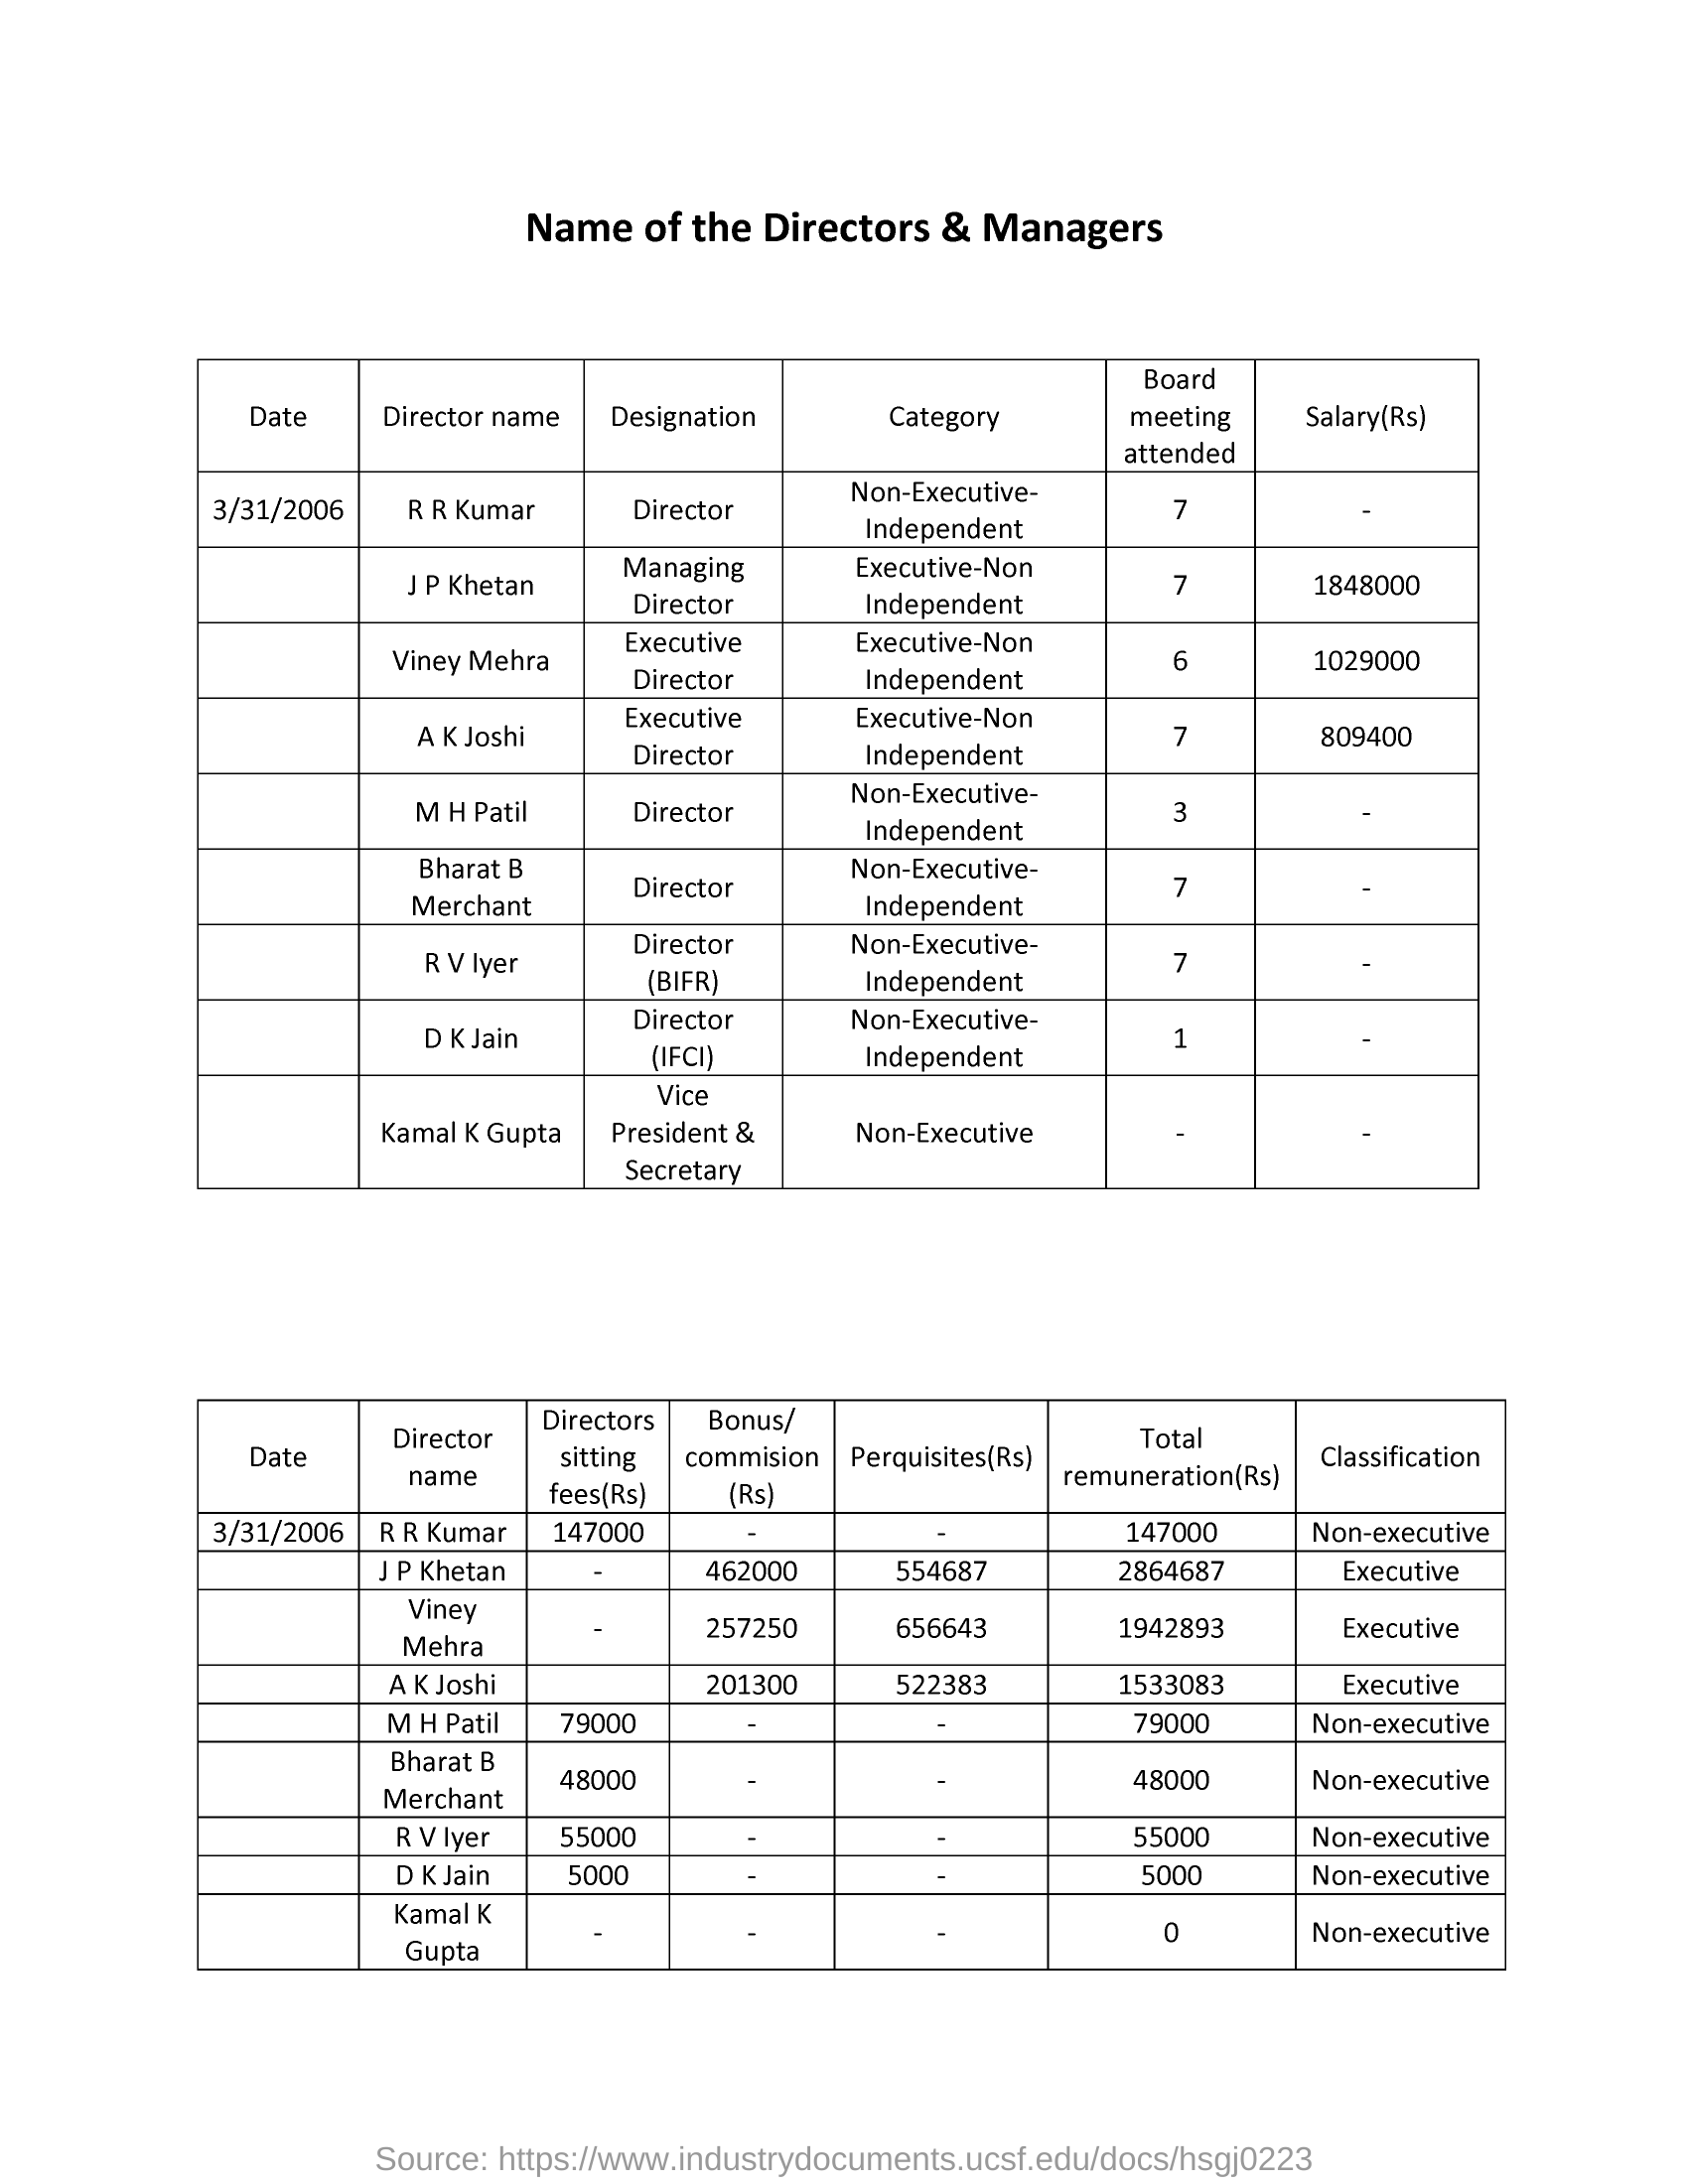 Name of the Directors & Managers
Date Director name Designation Category Board meeting attended Salary(Rs)
3/31/2006 R R Kumar Director Non-Executive-Independent 7 -
J P Khetan Managing Director Executive-Non Independent 7 1848000
Viney Mehra Executive Director Executive-Non Independent 6 1029000
A K Joshi Executive Director Executive-Non Independent 7 809400
M H Patil Director Non-Executive-Independent 3 -
Bharat B Merchant Director Non-Executive-Independent 7 -
R V Iyer Director (BIFR) Non-Executive-Independent 7 -
D K Jain Director (IFCI) Non-Executive-Independent 1 -
Kamal K Gupta Vice President & Secretary Non-Executive - -
Date Director name Directors sitting fees(Rs) Bonus/ commision (Rs) Perquisites(Rs) Total remuneration(Rs) Classification
3/31/2006 R R Kumar 147000 - - 147000 Non-executive
J P Khetan - 462000 554687 2864687 Executive
Viney Mehra - 257250 656643 1942893 Executive
A K Joshi 201300 522383 1533083 Executive
M H Patil 79000 - - 79000 Non-executive
Bharat B Merchant 48000 - - 48000 Non-executive
R V Iyer 55000 - - 55000 Non-executive
D K Jain 5000 - - 5000 Non-executive
Kamal K Gupta - - - 0 Non-executive
Source: https://www.industrydocuments.ucsf.edu/docs/hsgj0223